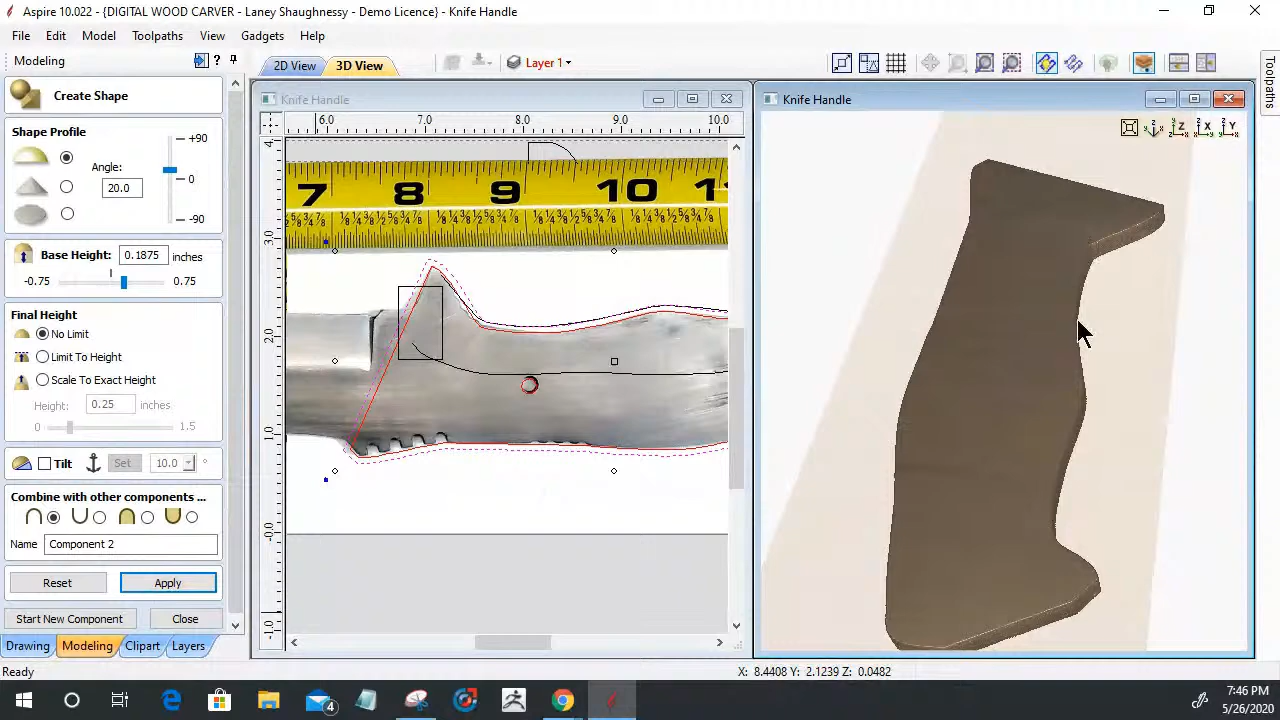 Aspire 10.022 - {DIGITAL WOOD CARVER - Laney Shaughnessy - Demo Licence} - Knife Handle
File Edit Model Toolpaths View Gadgets Help
Modeling
2D View 3D View Layer 1
Create Shape
Knife Handle
Knife Handle
Toolpaths
Shape Profile
Angle:
20.0
+90
0
-90
6.0 7.0 8.0 9.0 10.0
7 8 9 10 11
Z X Y
Base Height: 0.1875 inches
-0.75 0.75
Final Height
No Limit
Limit To Height
Scale To Exact Height
Height: 0.25 inches
0 1.5
Tilt Set 10.0 °
Combine with other components ...
Name Component 2
Reset Apply
Start New Component Close
Drawing Modeling Clipart Layers
Ready X: 8.4408 Y: 2.1239 Z: 0.0482
4
7:46 PM
5/26/2020